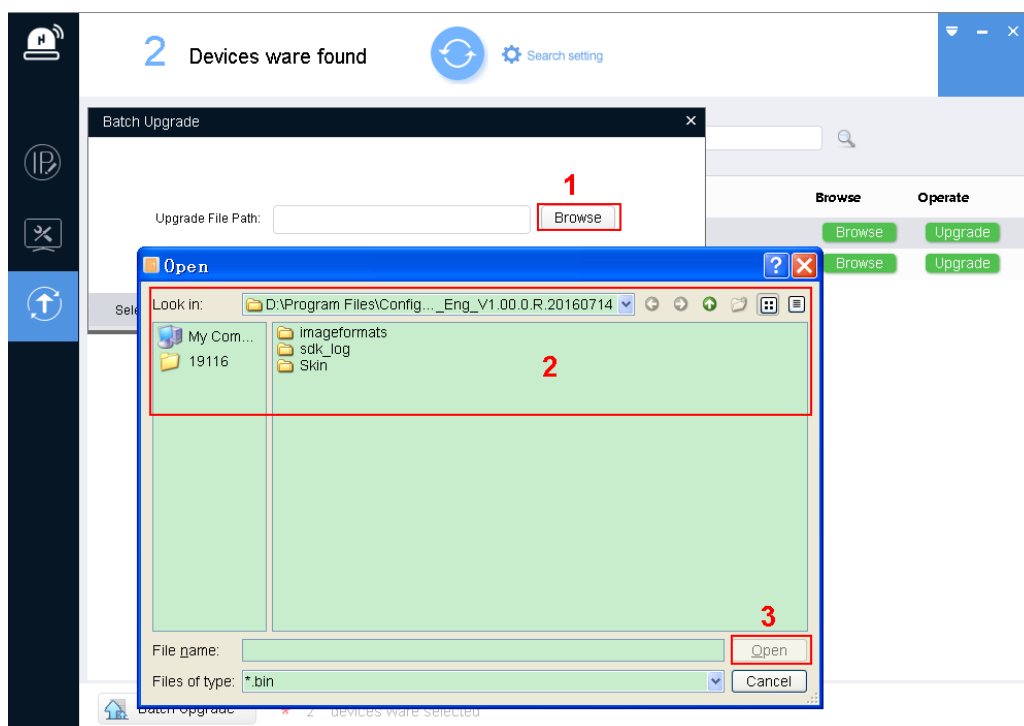 2 Devices ware found
Search setting
Batch Upgrade
1
Upgrade File Path:
Browse
Browse
Operate
Browse
Upgrade
Browse
Upgrade
Open
Look in:
D:\Program Files\Config..._Eng_V1.00.0.R.20160714
My Com...
19116
imageformats
sdk_log
Skin
2
3
File name:
Open
Files of type:
*.bin
Cancel
Batch Upgrade
* 2 devices ware selected